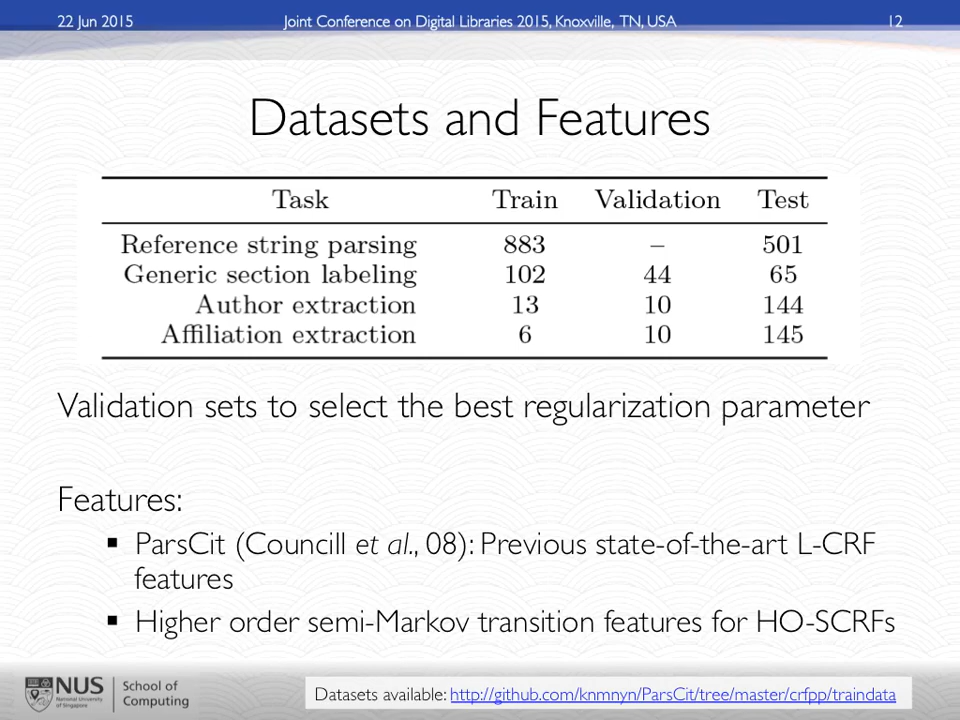 22 Jun 2015 Joint Conference on Digital Libraries 2015, Knoxville, TN, USA 12
Datasets and Features
Task Train Validation Test
Reference string parsing 883 – 501
Generic section labeling 102 44 65
Author extraction 13 10 144
Affiliation extraction 6 10 145
Validation sets to select the best regularization parameter
Features:
▪ ParsCit (Councill et al., 08): Previous state-of-the-art L-CRF
features
▪ Higher order semi-Markov transition features for HO-SCRFs
NUS
National University
of Singapore
School of
Computing
Datasets available: http://github.com/knmnyn/ParsCit/tree/master/crfpp/traindata